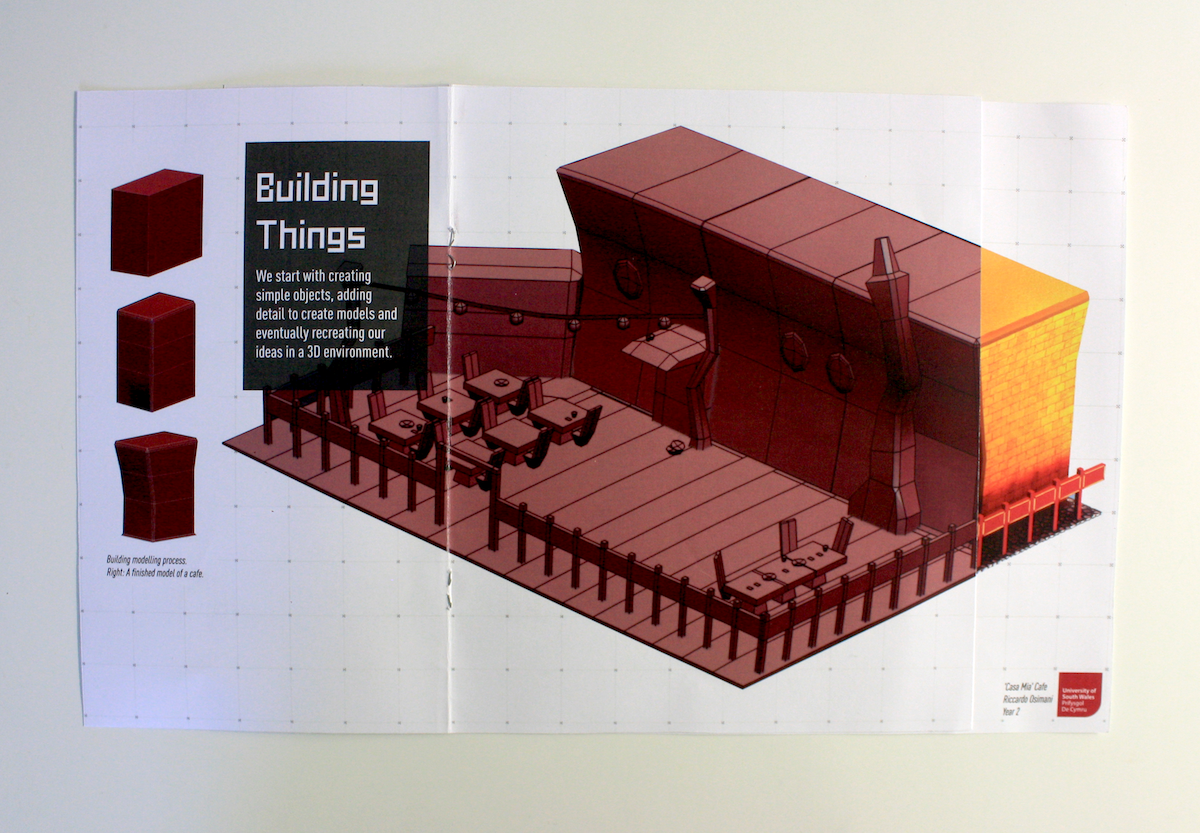 Building
Things
We start with creating
simple objects, adding
detail to create models and
eventually recreating our
ideas in a 3D environment.
Building modelling process.
Right: A finished model of a cafe.
'Casa Mia' Cafe
Riccardo Osimani
Year 2
University of
South Wales
Prifysgol
De Cymru